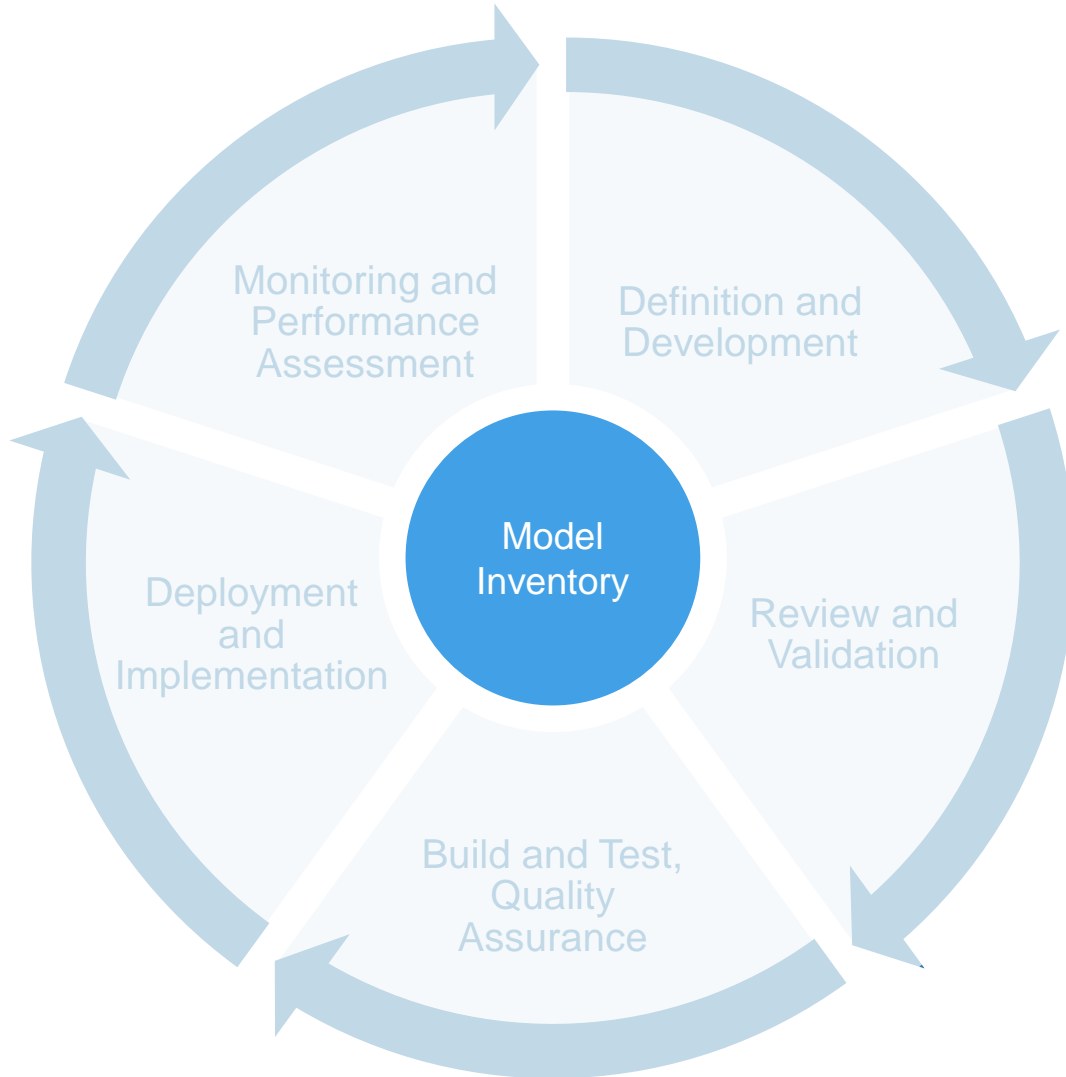 Monitoring and
Performance
Assessment
Definition and
Development
Model
Inventory
Deployment
and
Implementation
Review and
Validation
Build and Test,
Quality
Assurance